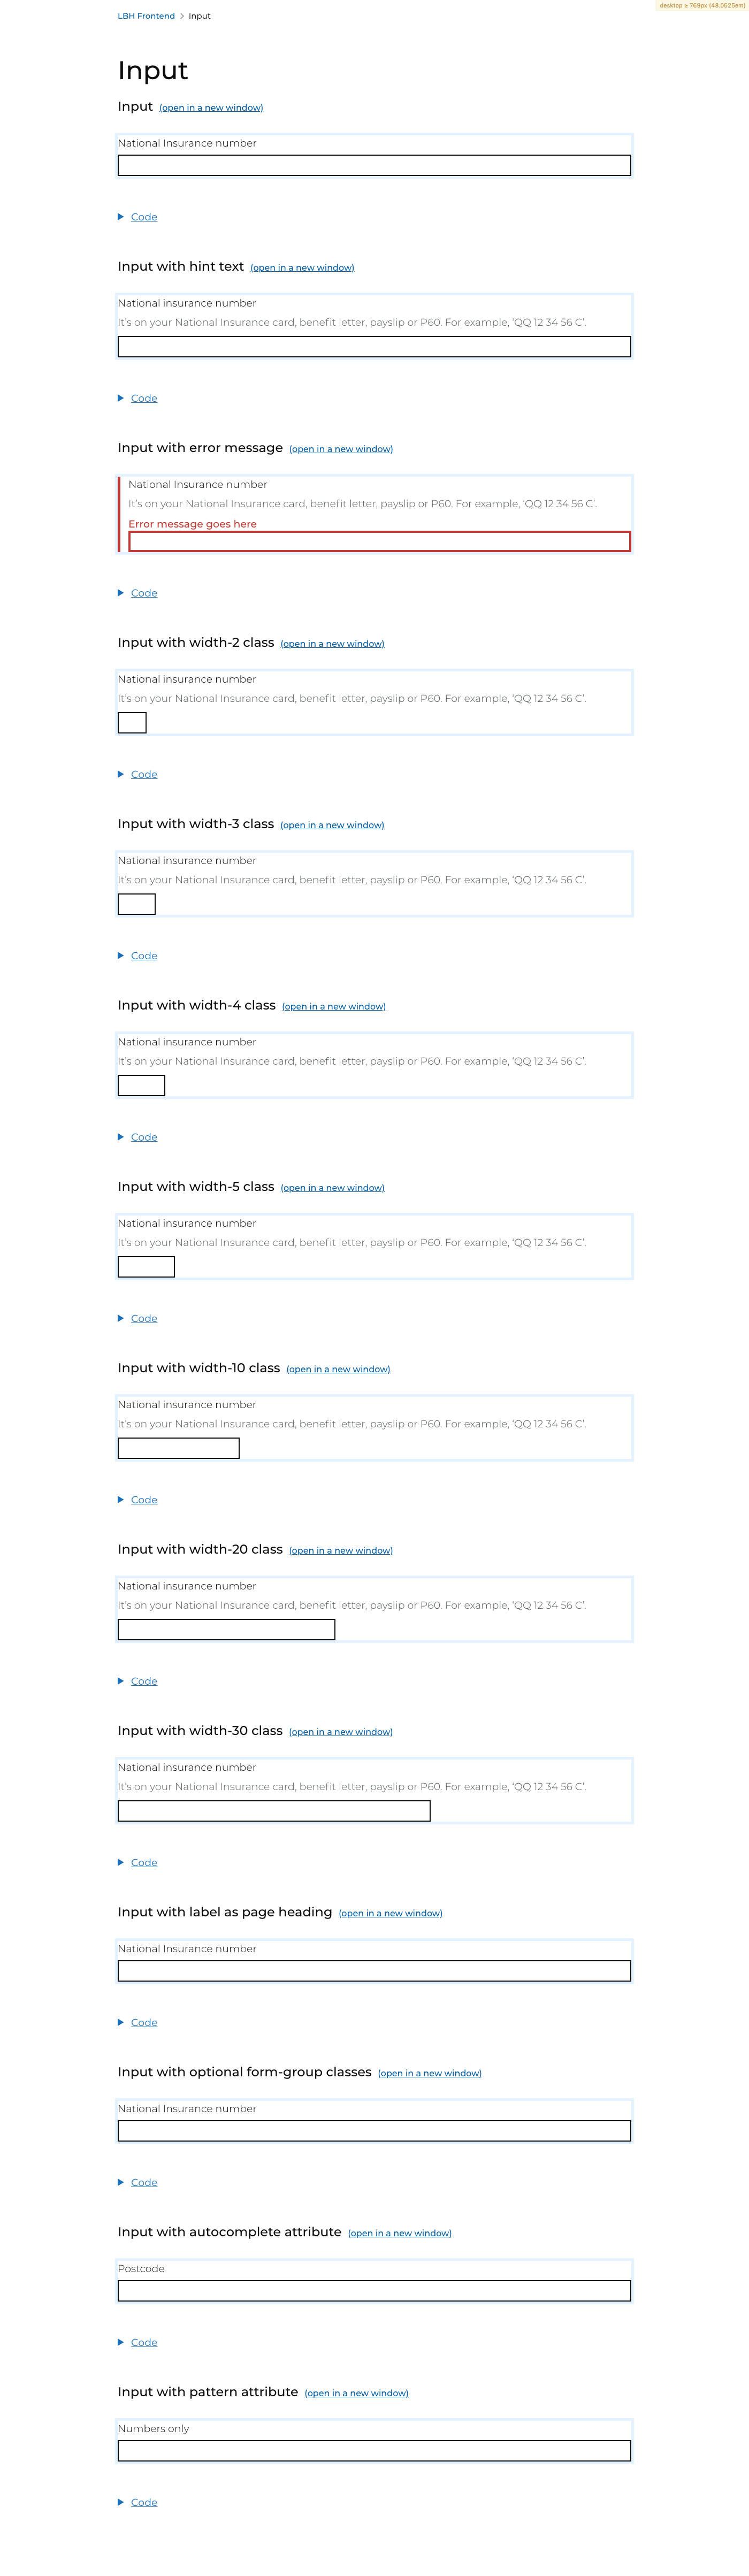 desktop ≥ 769px (48.0625em)
LBH Frontend > Input
Input
Input (open in a new window)
National Insurance number
Code
Input with hint text (open in a new window)
National insurance number
It’s on your National Insurance card, benefit letter, payslip or P60. For example, ‘QQ 12 34 56 C’.
Code
Input with error message (open in a new window)
National Insurance number
It’s on your National Insurance card, benefit letter, payslip or P60. For example, ‘QQ 12 34 56 C’.
Error message goes here
Code
Input with width-2 class (open in a new window)
National insurance number
It’s on your National Insurance card, benefit letter, payslip or P60. For example, ‘QQ 12 34 56 C’.
Code
Input with width-3 class (open in a new window)
National insurance number
It’s on your National Insurance card, benefit letter, payslip or P60. For example, ‘QQ 12 34 56 C’.
Code
Input with width-4 class (open in a new window)
National insurance number
It’s on your National Insurance card, benefit letter, payslip or P60. For example, ‘QQ 12 34 56 C’.
Code
Input with width-5 class (open in a new window)
National insurance number
It’s on your National Insurance card, benefit letter, payslip or P60. For example, ‘QQ 12 34 56 C’.
Code
Input with width-10 class (open in a new window)
National insurance number
It’s on your National Insurance card, benefit letter, payslip or P60. For example, ‘QQ 12 34 56 C’.
Code
Input with width-20 class (open in a new window)
National insurance number
It’s on your National Insurance card, benefit letter, payslip or P60. For example, ‘QQ 12 34 56 C’.
Code
Input with width-30 class (open in a new window)
National insurance number
It’s on your National Insurance card, benefit letter, payslip or P60. For example, ‘QQ 12 34 56 C’.
Code
Input with label as page heading (open in a new window)
National Insurance number
Code
Input with optional form-group classes (open in a new window)
National Insurance number
Code
Input with autocomplete attribute (open in a new window)
Postcode
Code
Input with pattern attribute (open in a new window)
Numbers only
Code